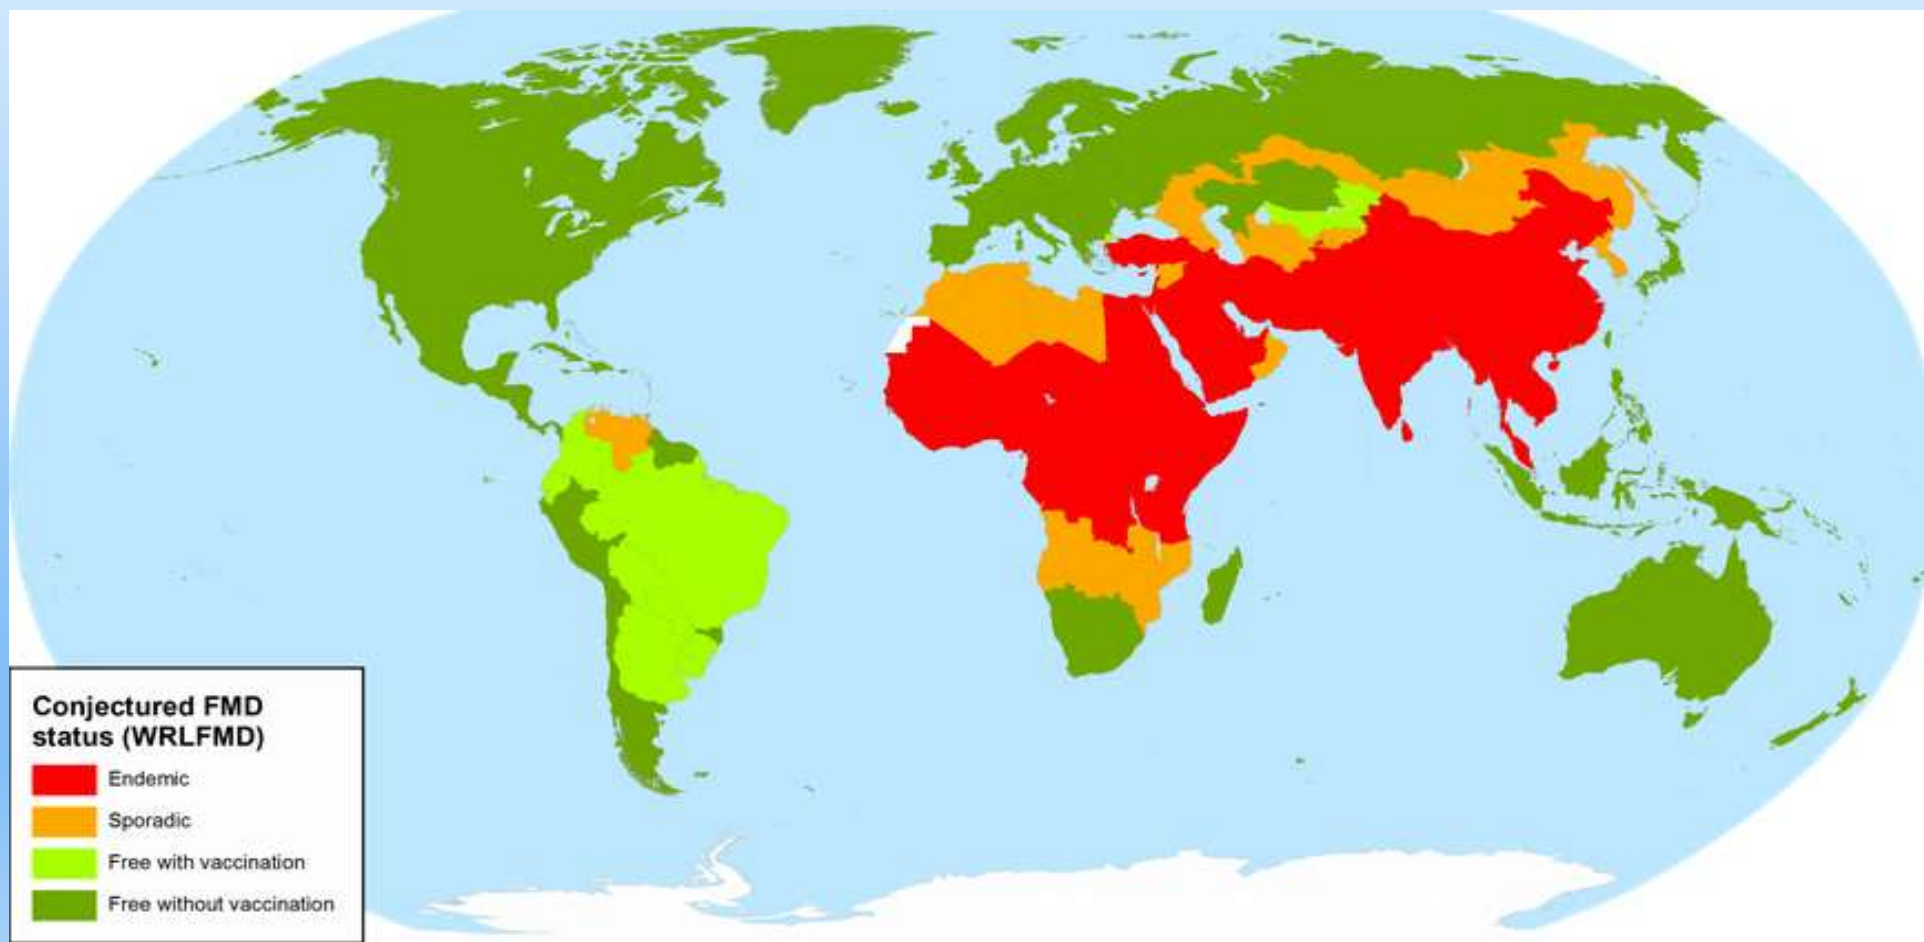 Conjectured FMD
status (WRLFMD)
Endemic
Sporadic
Free with vaccination
Free without vaccination